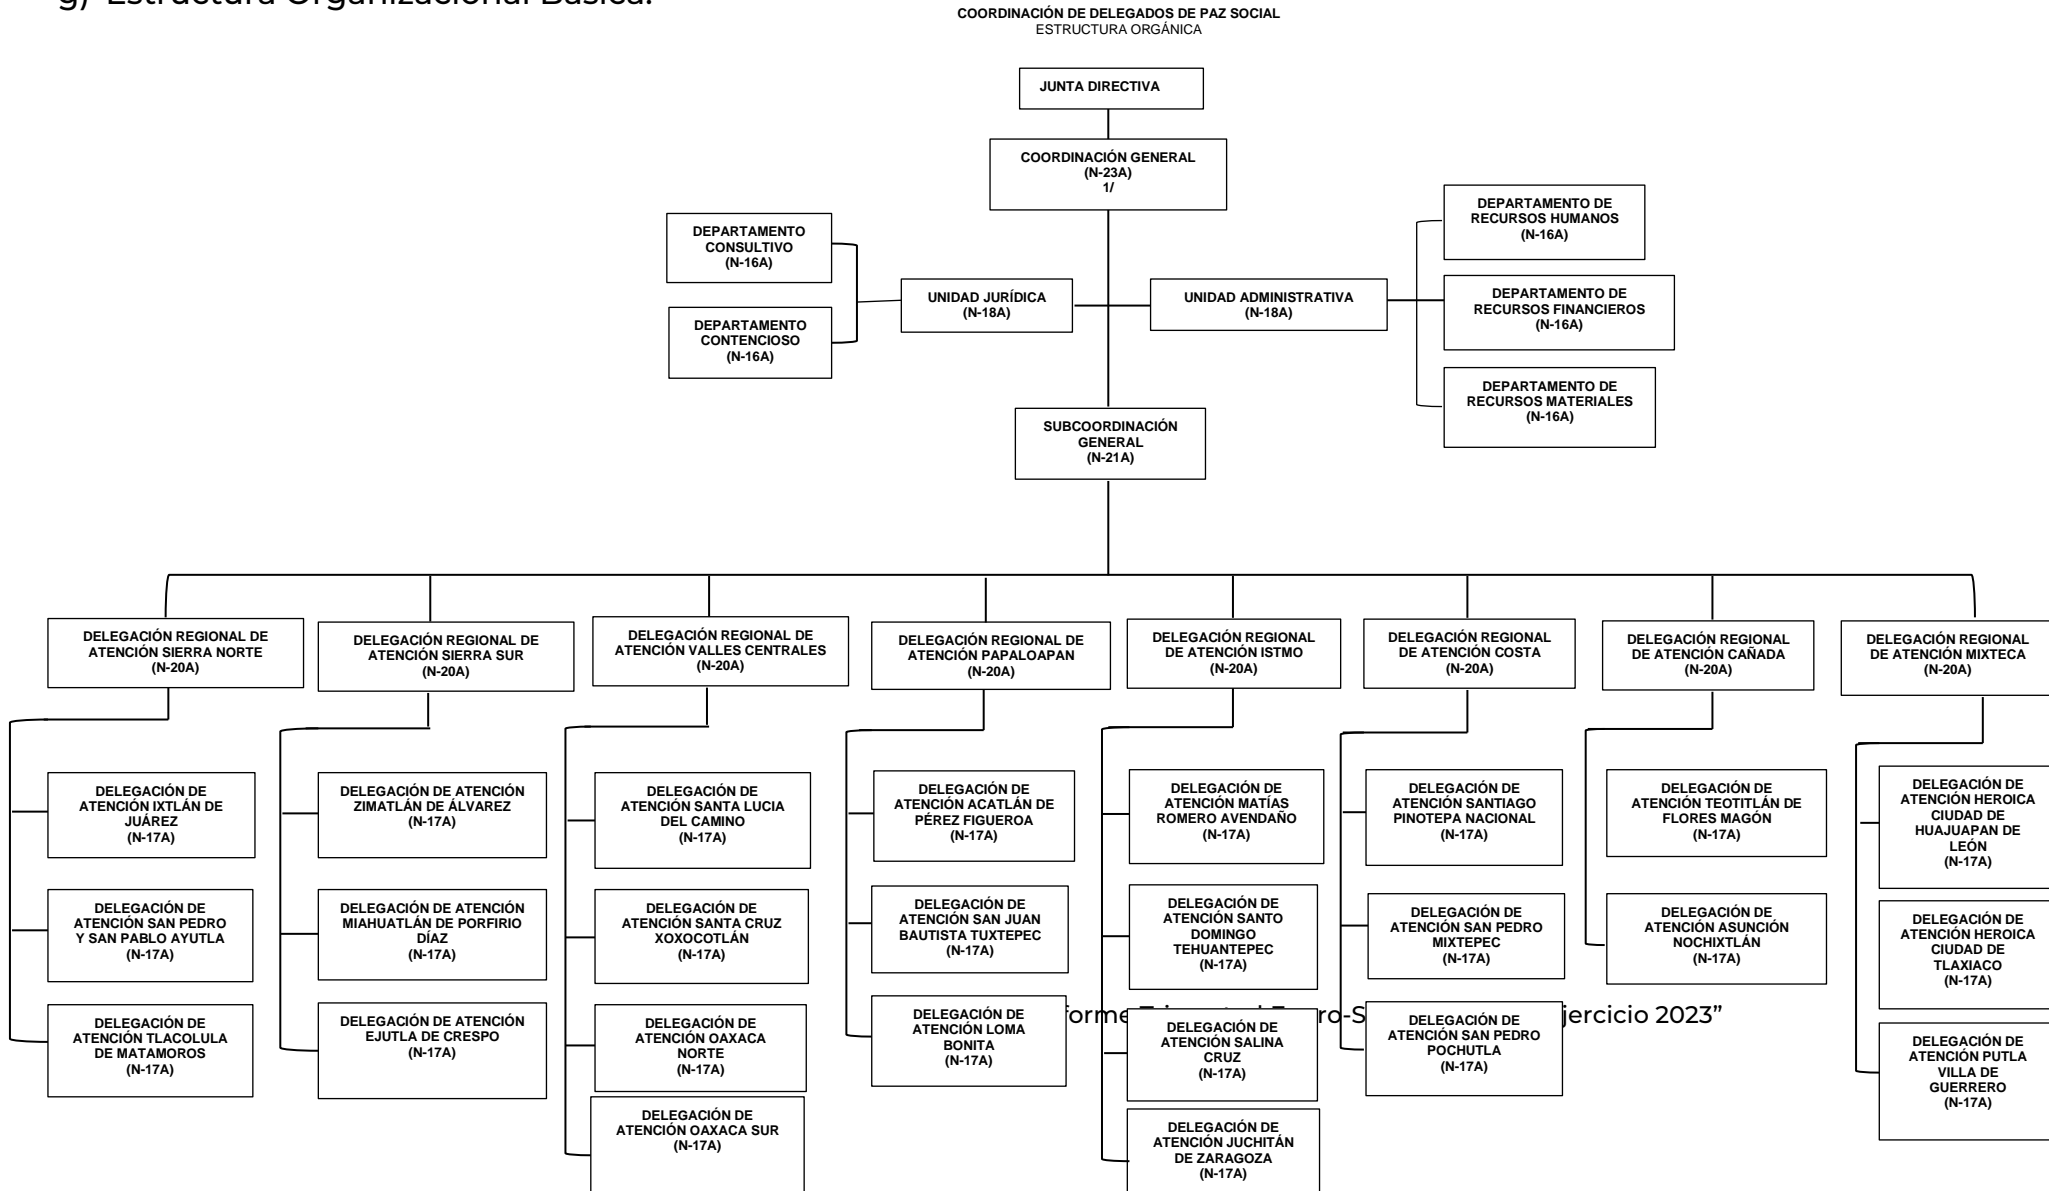 g) Estructura Organizacional Básica.
COORDINACIÓN DE DELEGADOS DE PAZ SOCIAL
ESTRUCTURA ORGÁNICA
JUNTA DIRECTIVA
COORDINACIÓN GENERAL
(N-23A)
1/
DEPARTAMENTO
CONSULTIVO
(N-16A)
DEPARTAMENTO
CONTENCIOSO
(N-16A)
UNIDAD JURÍDICA
(N-18A)
UNIDAD ADMINISTRATIVA
(N-18A)
DEPARTAMENTO DE
RECURSOS HUMANOS
(N-16A)
DEPARTAMENTO DE
RECURSOS FINANCIEROS
(N-16A)
DEPARTAMENTO DE
RECURSOS MATERIALES
(N-16A)
SUBCOORDINACIÓN
GENERAL
(N-21A)
DELEGACIÓN REGIONAL DE
ATENCIÓN SIERRA NORTE
(N-20A)
DELEGACIÓN REGIONAL DE
ATENCIÓN SIERRA SUR
(N-20A)
DELEGACIÓN REGIONAL DE
ATENCIÓN VALLES CENTRALES
(N-20A)
DELEGACIÓN REGIONAL DE
ATENCIÓN PAPALOAPAN
(N-20A)
DELEGACIÓN REGIONAL
DE ATENCIÓN ISTMO
(N-20A)
DELEGACIÓN REGIONAL
DE ATENCIÓN COSTA
(N-20A)
DELEGACIÓN REGIONAL
DE ATENCIÓN CAÑADA
(N-20A)
DELEGACIÓN REGIONAL
DE ATENCIÓN MIXTECA
(N-20A)
DELEGACIÓN DE
ATENCIÓN IXTLÁN DE
JUÁREZ
(N-17A)
DELEGACIÓN DE
ATENCIÓN SAN PEDRO
Y SAN PABLO AYUTLA
(N-17A)
DELEGACIÓN DE
ATENCIÓN TLACOLULA
DE MATAMOROS
(N-17A)
DELEGACIÓN DE ATENCIÓN
ZIMATLÁN DE ÁLVAREZ
(N-17A)
DELEGACIÓN DE ATENCIÓN
MIAHUATLÁN DE PORFIRIO
DÍAZ
(N-17A)
DELEGACIÓN DE ATENCIÓN
EJUTLA DE CRESPO
(N-17A)
DELEGACIÓN DE
ATENCIÓN SANTA LUCIA
DEL CAMINO
(N-17A)
DELEGACIÓN DE
ATENCIÓN SANTA CRUZ
XOXOCOTLÁN
(N-17A)
DELEGACIÓN DE
ATENCIÓN OAXACA
NORTE
(N-17A)
DELEGACIÓN DE
ATENCIÓN OAXACA SUR
(N-17A)
DELEGACIÓN DE
ATENCIÓN ACATLÁN DE
PÉREZ FIGUEROA
(N-17A)
DELEGACIÓN DE
ATENCIÓN SAN JUAN
BAUTISTA TUXTEPEC
(N-17A)
DELEGACIÓN DE
ATENCIÓN LOMA
BONITA
(N-17A)
DELEGACIÓN DE
ATENCIÓN MATÍAS
ROMERO AVENDAÑO
(N-17A)
DELEGACIÓN DE
ATENCIÓN SANTO
DOMINGO
TEHUANTEPEC
(N-17A)
DELEGACIÓN DE
ATENCIÓN SALINA
CRUZ
(N-17A)
DELEGACIÓN DE
ATENCIÓN JUCHITÁN
DE ZARAGOZA
(N-17A)
DELEGACIÓN DE
ATENCIÓN SANTIAGO
PINOTEPA NACIONAL
(N-17A)
DELEGACIÓN DE
ATENCIÓN SAN PEDRO
MIXTEPEC
(N-17A)
DELEGACIÓN DE
ATENCIÓN SAN PEDRO
POCHUTLA
(N-17A)
DELEGACIÓN DE
ATENCIÓN TEOTITLÁN DE
FLORES MAGÓN
(N-17A)
DELEGACIÓN DE
ATENCIÓN ASUNCIÓN
NOCHIXTLÁN
(N-17A)
DELEGACIÓN DE
ATENCIÓN HEROICA
CIUDAD DE
HUAJUAPAN DE
LEÓN
(N-17A)
DELEGACIÓN DE
ATENCIÓN HEROICA
CIUDAD DE
TLAXIACO
(N-17A)
DELEGACIÓN DE
ATENCIÓN PUTLA
VILLA DE
GUERRERO
(N-17A)
2023”